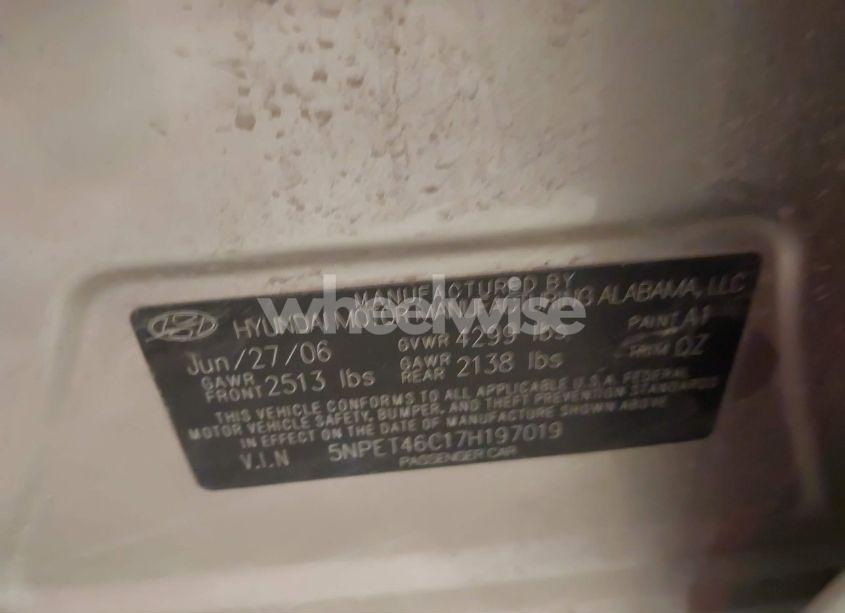 MANUFACTURED BY
HYUNDAI MOTOR MANUFACTURING ALABAMA, LLC
Jun/27/06 GVWR 4299 lbs PAINT A1
GAWR FRONT 2513 lbs GAWR REAR 2138 lbs TRIM QZ
THIS VEHICLE CONFORMS TO ALL APPLICABLE U.S.A. FEDERAL
MOTOR VEHICLE SAFETY, BUMPER, AND THEFT PREVENTION STANDARDS
IN EFFECT ON THE DATE OF MANUFACTURE SHOWN ABOVE
V.I.N 5NPET46C17H197019
PASSENGER CAR
wheelwise